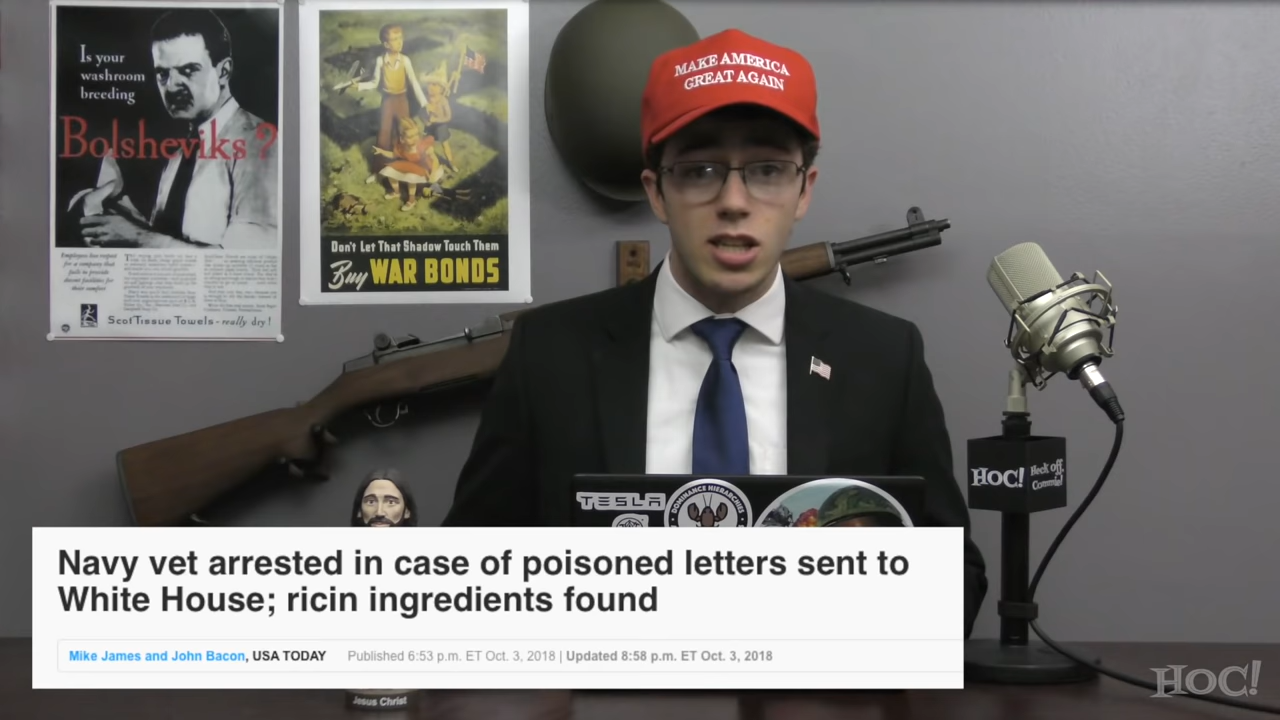 Is your
washroom
breeding
Bolsheviks?
ScotTissue Towels - really dry!
Don't Let That Shadow Touch Them
Buy WAR BONDS
MAKE AMERICA
GREAT AGAIN
TESLA
DOMINANCE HIERARCHIES
HOC!
Heck off,
Commie!
Navy vet arrested in case of poisoned letters sent to
White House; ricin ingredients found
Mike James and John Bacon, USA TODAY Published 6:53 p.m. ET Oct. 3, 2018 | Updated 8:58 p.m. ET Oct. 3, 2018
Jesus Christ
HOC!